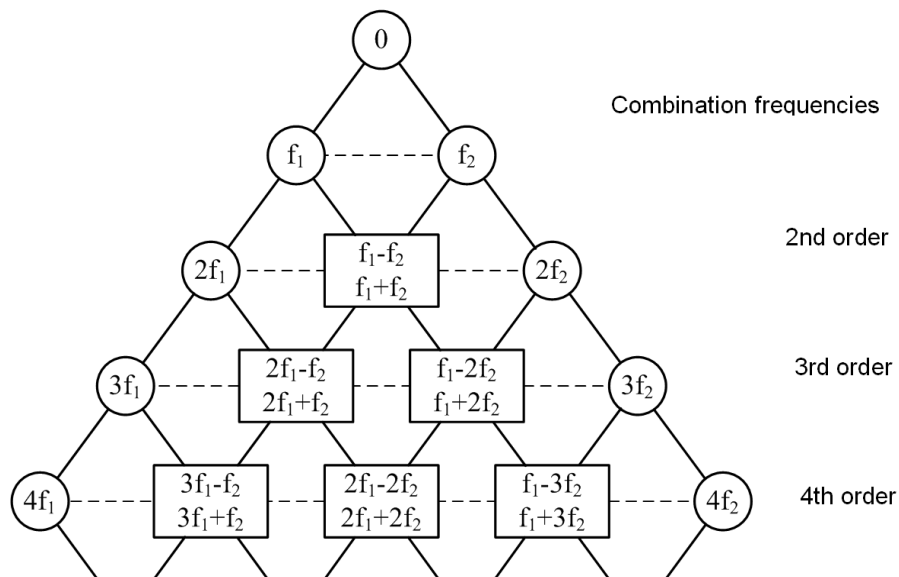 0
Combination frequencies
f₁
f₂
2nd order
2f₁
f₁-f₂
f₁+f₂
2f₂
3rd order
3f₁
2f₁-f₂
2f₁+f₂
f₁-2f₂
f₁+2f₂
3f₂
4th order
4f₁
3f₁-f₂
3f₁+f₂
2f₁-2f₂
2f₁+2f₂
f₁-3f₂
f₁+3f₂
4f₂